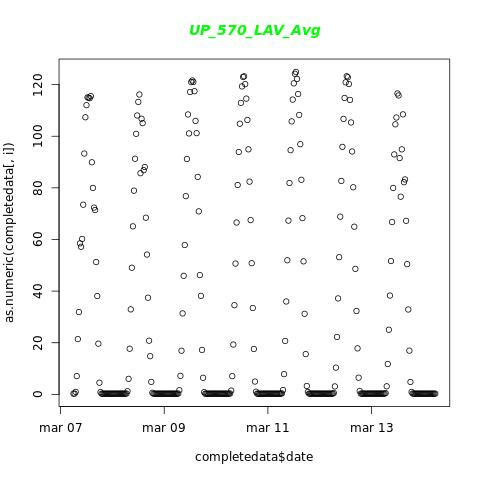 UP_570_LAV_Avg
as.numeric(completedata[, i])
120
100
80
60
40
20
0
mar 07
mar 09
mar 11
mar 13
completedata$date